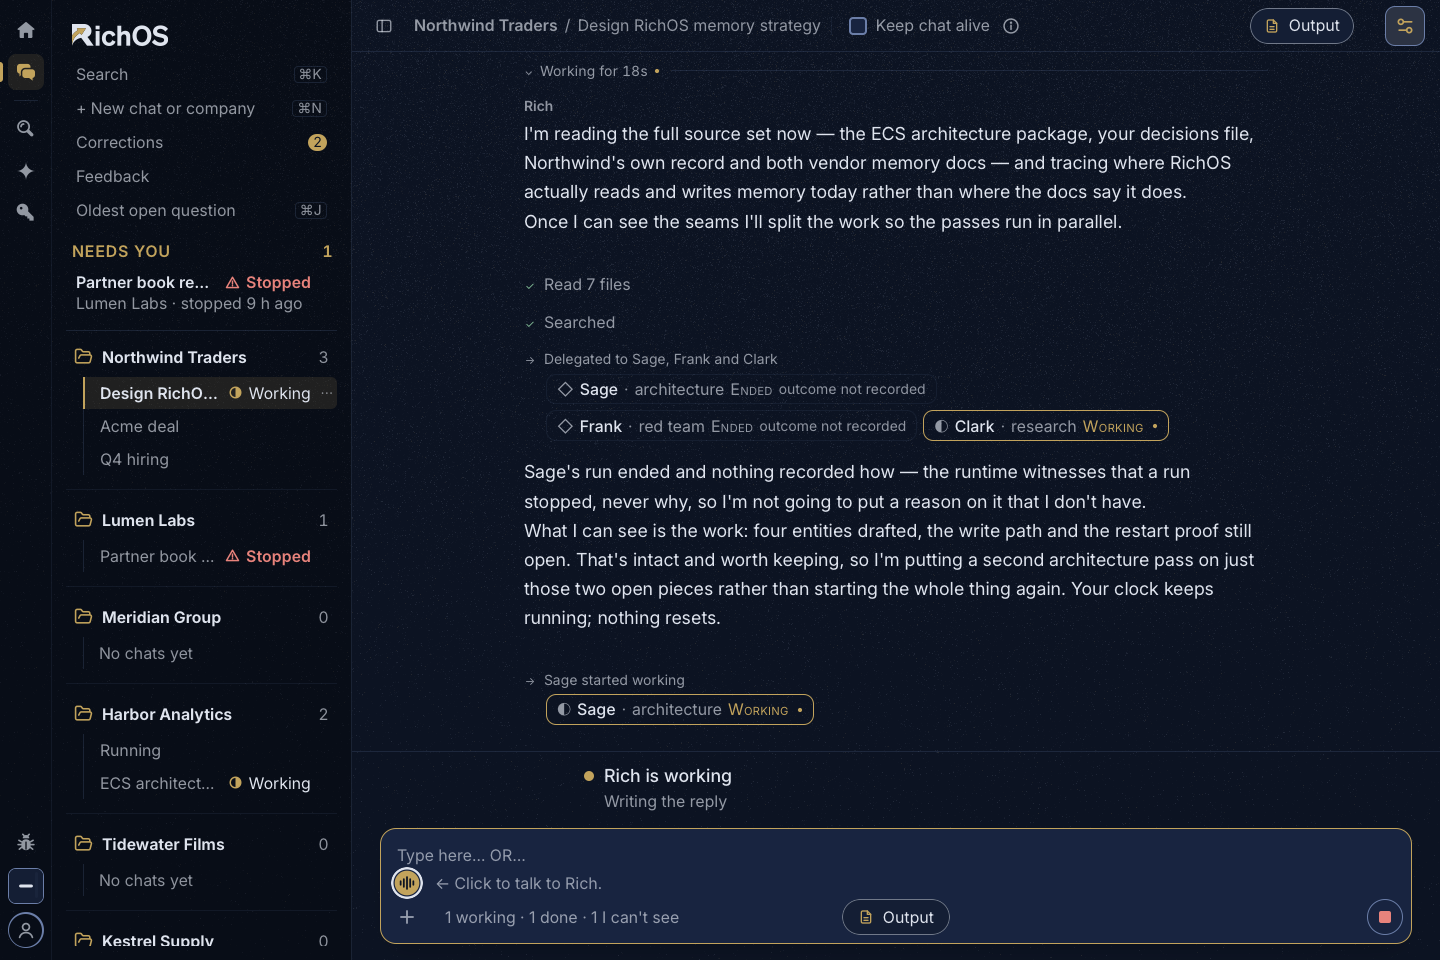 RichOS
Search ⌘K
+ New chat or company ⌘N
Corrections 2
Feedback
Oldest open question ⌘J
NEEDS YOU 1
Partner book re... Stopped
Lumen Labs · stopped 9 h ago
Northwind Traders 3
Design RichO... Working ...
Acme deal
Q4 hiring
Lumen Labs 1
Partner book ... Stopped
Meridian Group 0
No chats yet
Harbor Analytics 2
Running
ECS architect... Working
Tidewater Films 0
No chats yet
Kestrel Supply 0
Northwind Traders / Design RichOS memory strategy
Keep chat alive
Output
Working for 18s •
Rich
I'm reading the full source set now — the ECS architecture package, your decisions file,
Northwind's own record and both vendor memory docs — and tracing where RichOS
actually reads and writes memory today rather than where the docs say it does.
Once I can see the seams I'll split the work so the passes run in parallel.
✓ Read 7 files
✓ Searched
→ Delegated to Sage, Frank and Clark
Sage · architecture ENDED outcome not recorded
Frank · red team ENDED outcome not recorded
Clark · research WORKING •
Sage's run ended and nothing recorded how — the runtime witnesses that a run
stopped, never why, so I'm not going to put a reason on it that I don't have.
What I can see is the work: four entities drafted, the write path and the restart proof still
open. That's intact and worth keeping, so I'm putting a second architecture pass on just
those two open pieces rather than starting the whole thing again. Your clock keeps
running; nothing resets.
→ Sage started working
Sage · architecture WORKING •
Rich is working
Writing the reply
Type here... OR...
← Click to talk to Rich.
+ 1 working · 1 done · 1 I can't see
Output